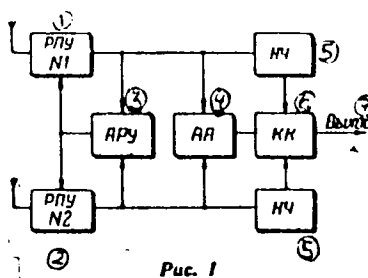 ①
РПУ
N1
НЧ
5
③
④
⑥
⑦
АРУ
АА
КК
Выход
РПУ
N2
НЧ
②
⑤
Рис. 1